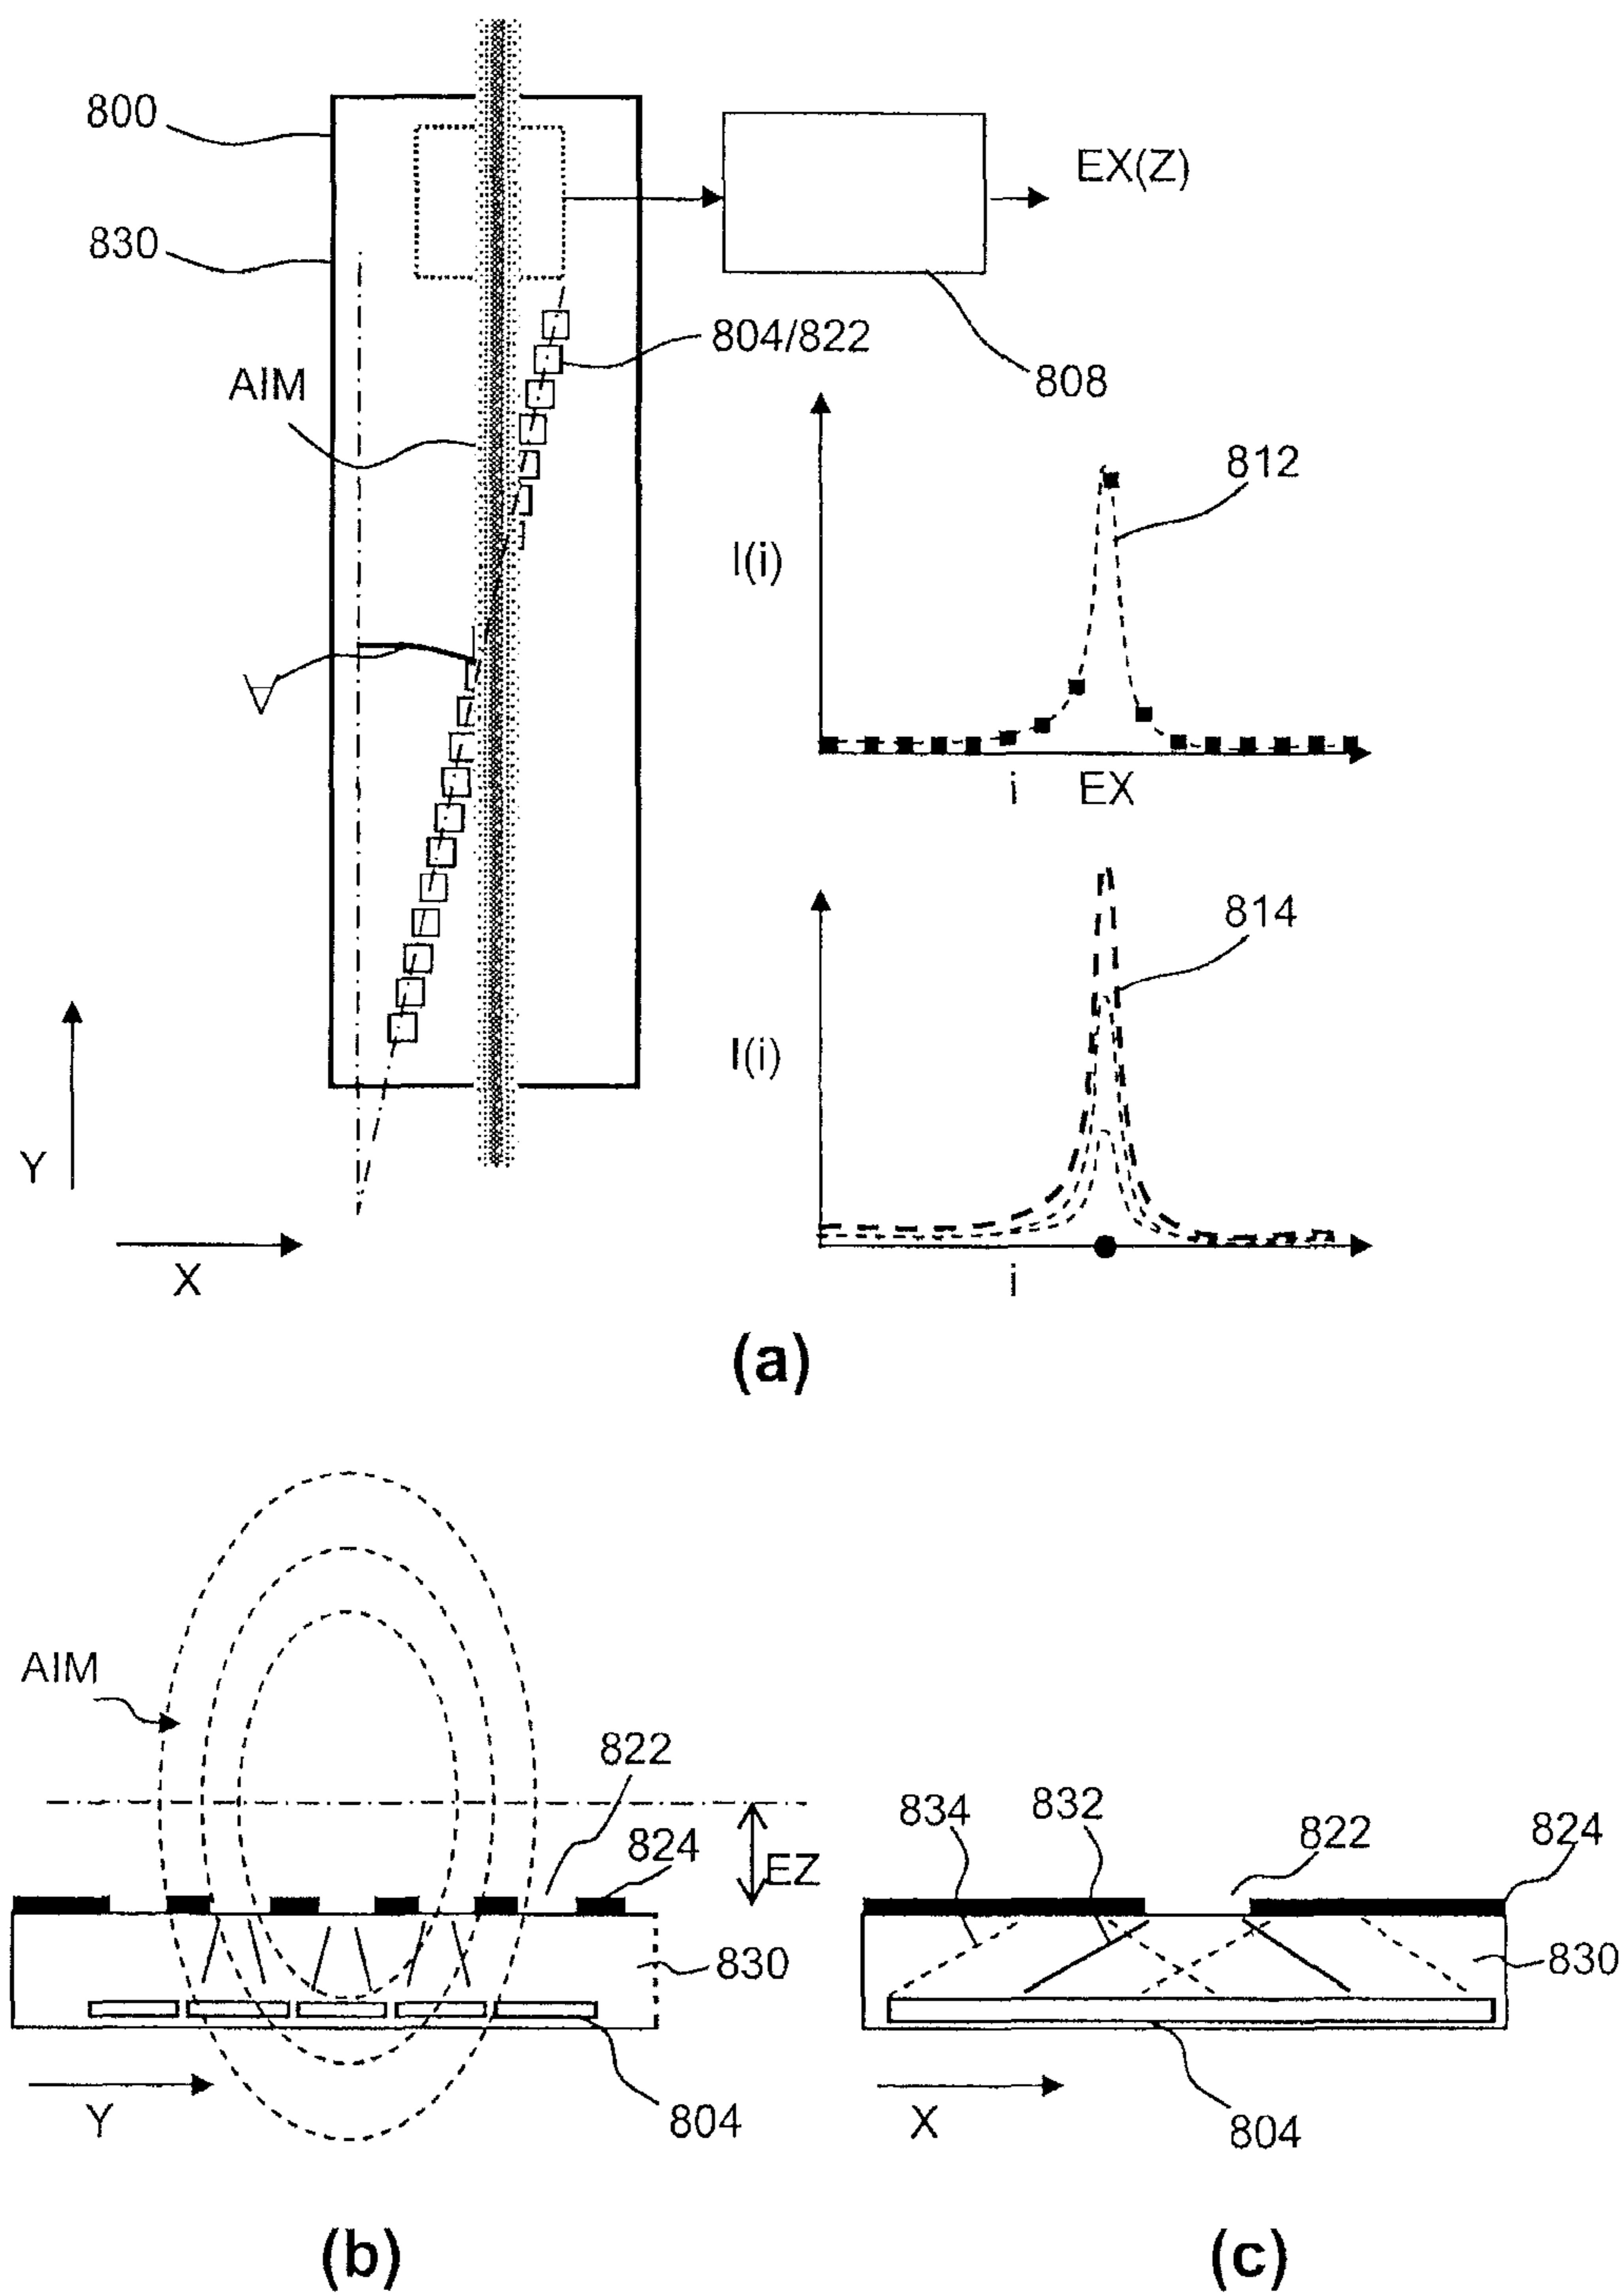 800
EX(Z)
830
804/822
AIM
808
812
I(i)
∀
i EX
814
I(i)
Y
X
i
(a)
AIM
822
834 832
822 824
824
EZ
830
830
Y
804
X
804
(b) (c)